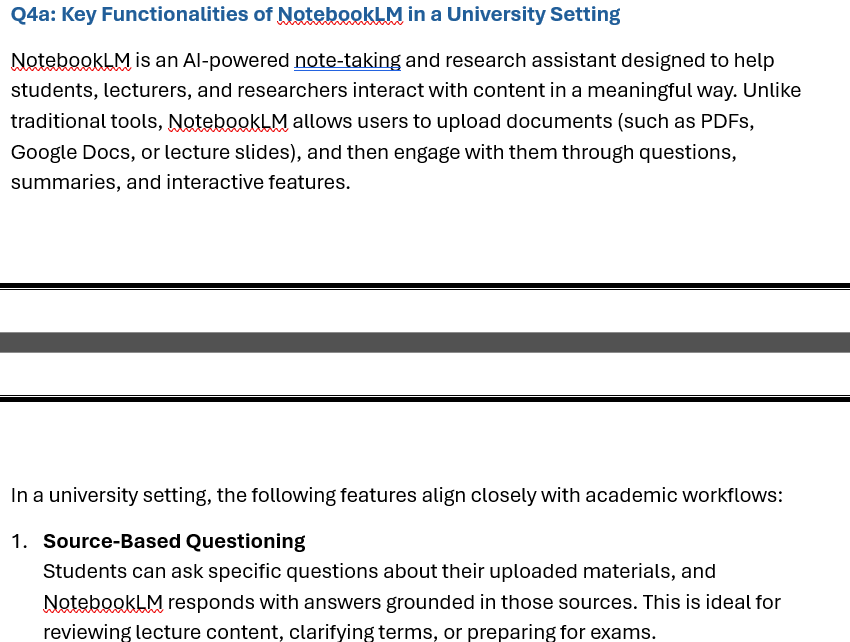 Q4a: Key Functionalities of NotebookLM in a University Setting
NotebookLM is an AI-powered note-taking and research assistant designed to help
students, lecturers, and researchers interact with content in a meaningful way. Unlike
traditional tools, NotebookLM allows users to upload documents (such as PDFs,
Google Docs, or lecture slides), and then engage with them through questions,
summaries, and interactive features.
In a university setting, the following features align closely with academic workflows:
1. Source-Based Questioning
Students can ask specific questions about their uploaded materials, and
NotebookLM responds with answers grounded in those sources. This is ideal for
reviewing lecture content, clarifying terms, or preparing for exams.